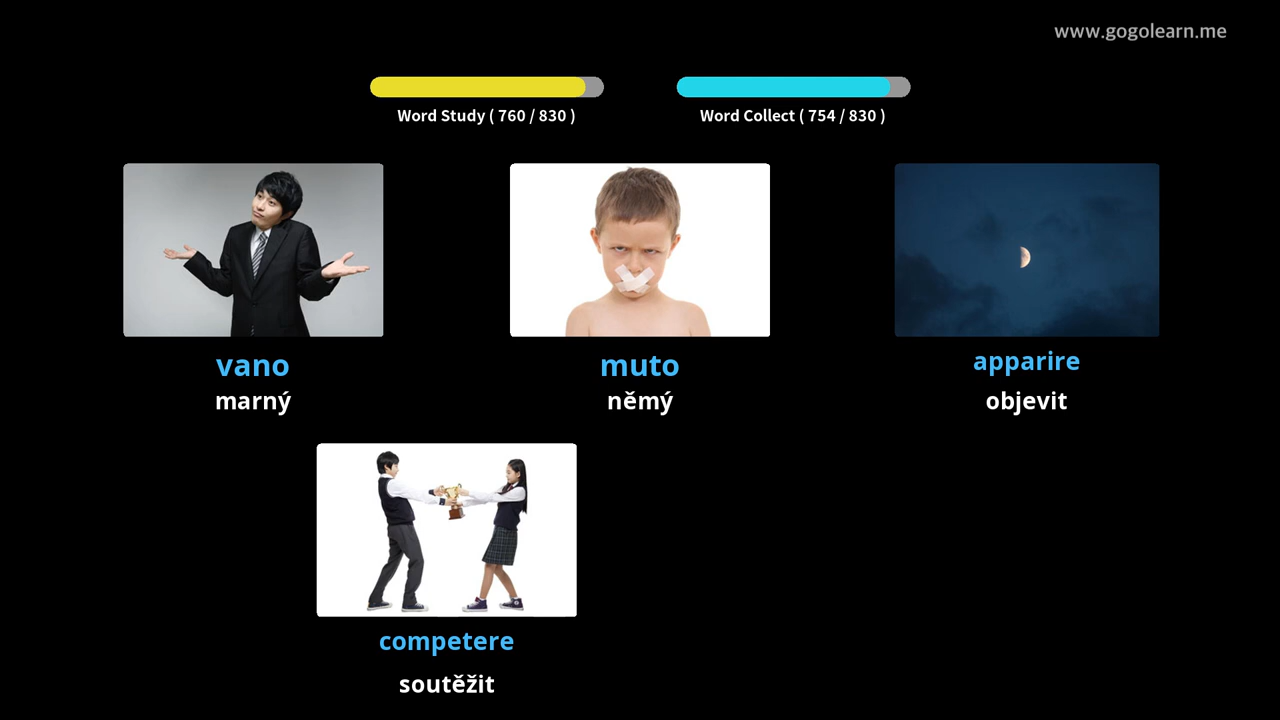 www.gogolearn.me
Word Study ( 760 / 830 )
Word Collect ( 754 / 830 )
vano
marný
muto
němý
apparire
objevit
competere
soutěžit